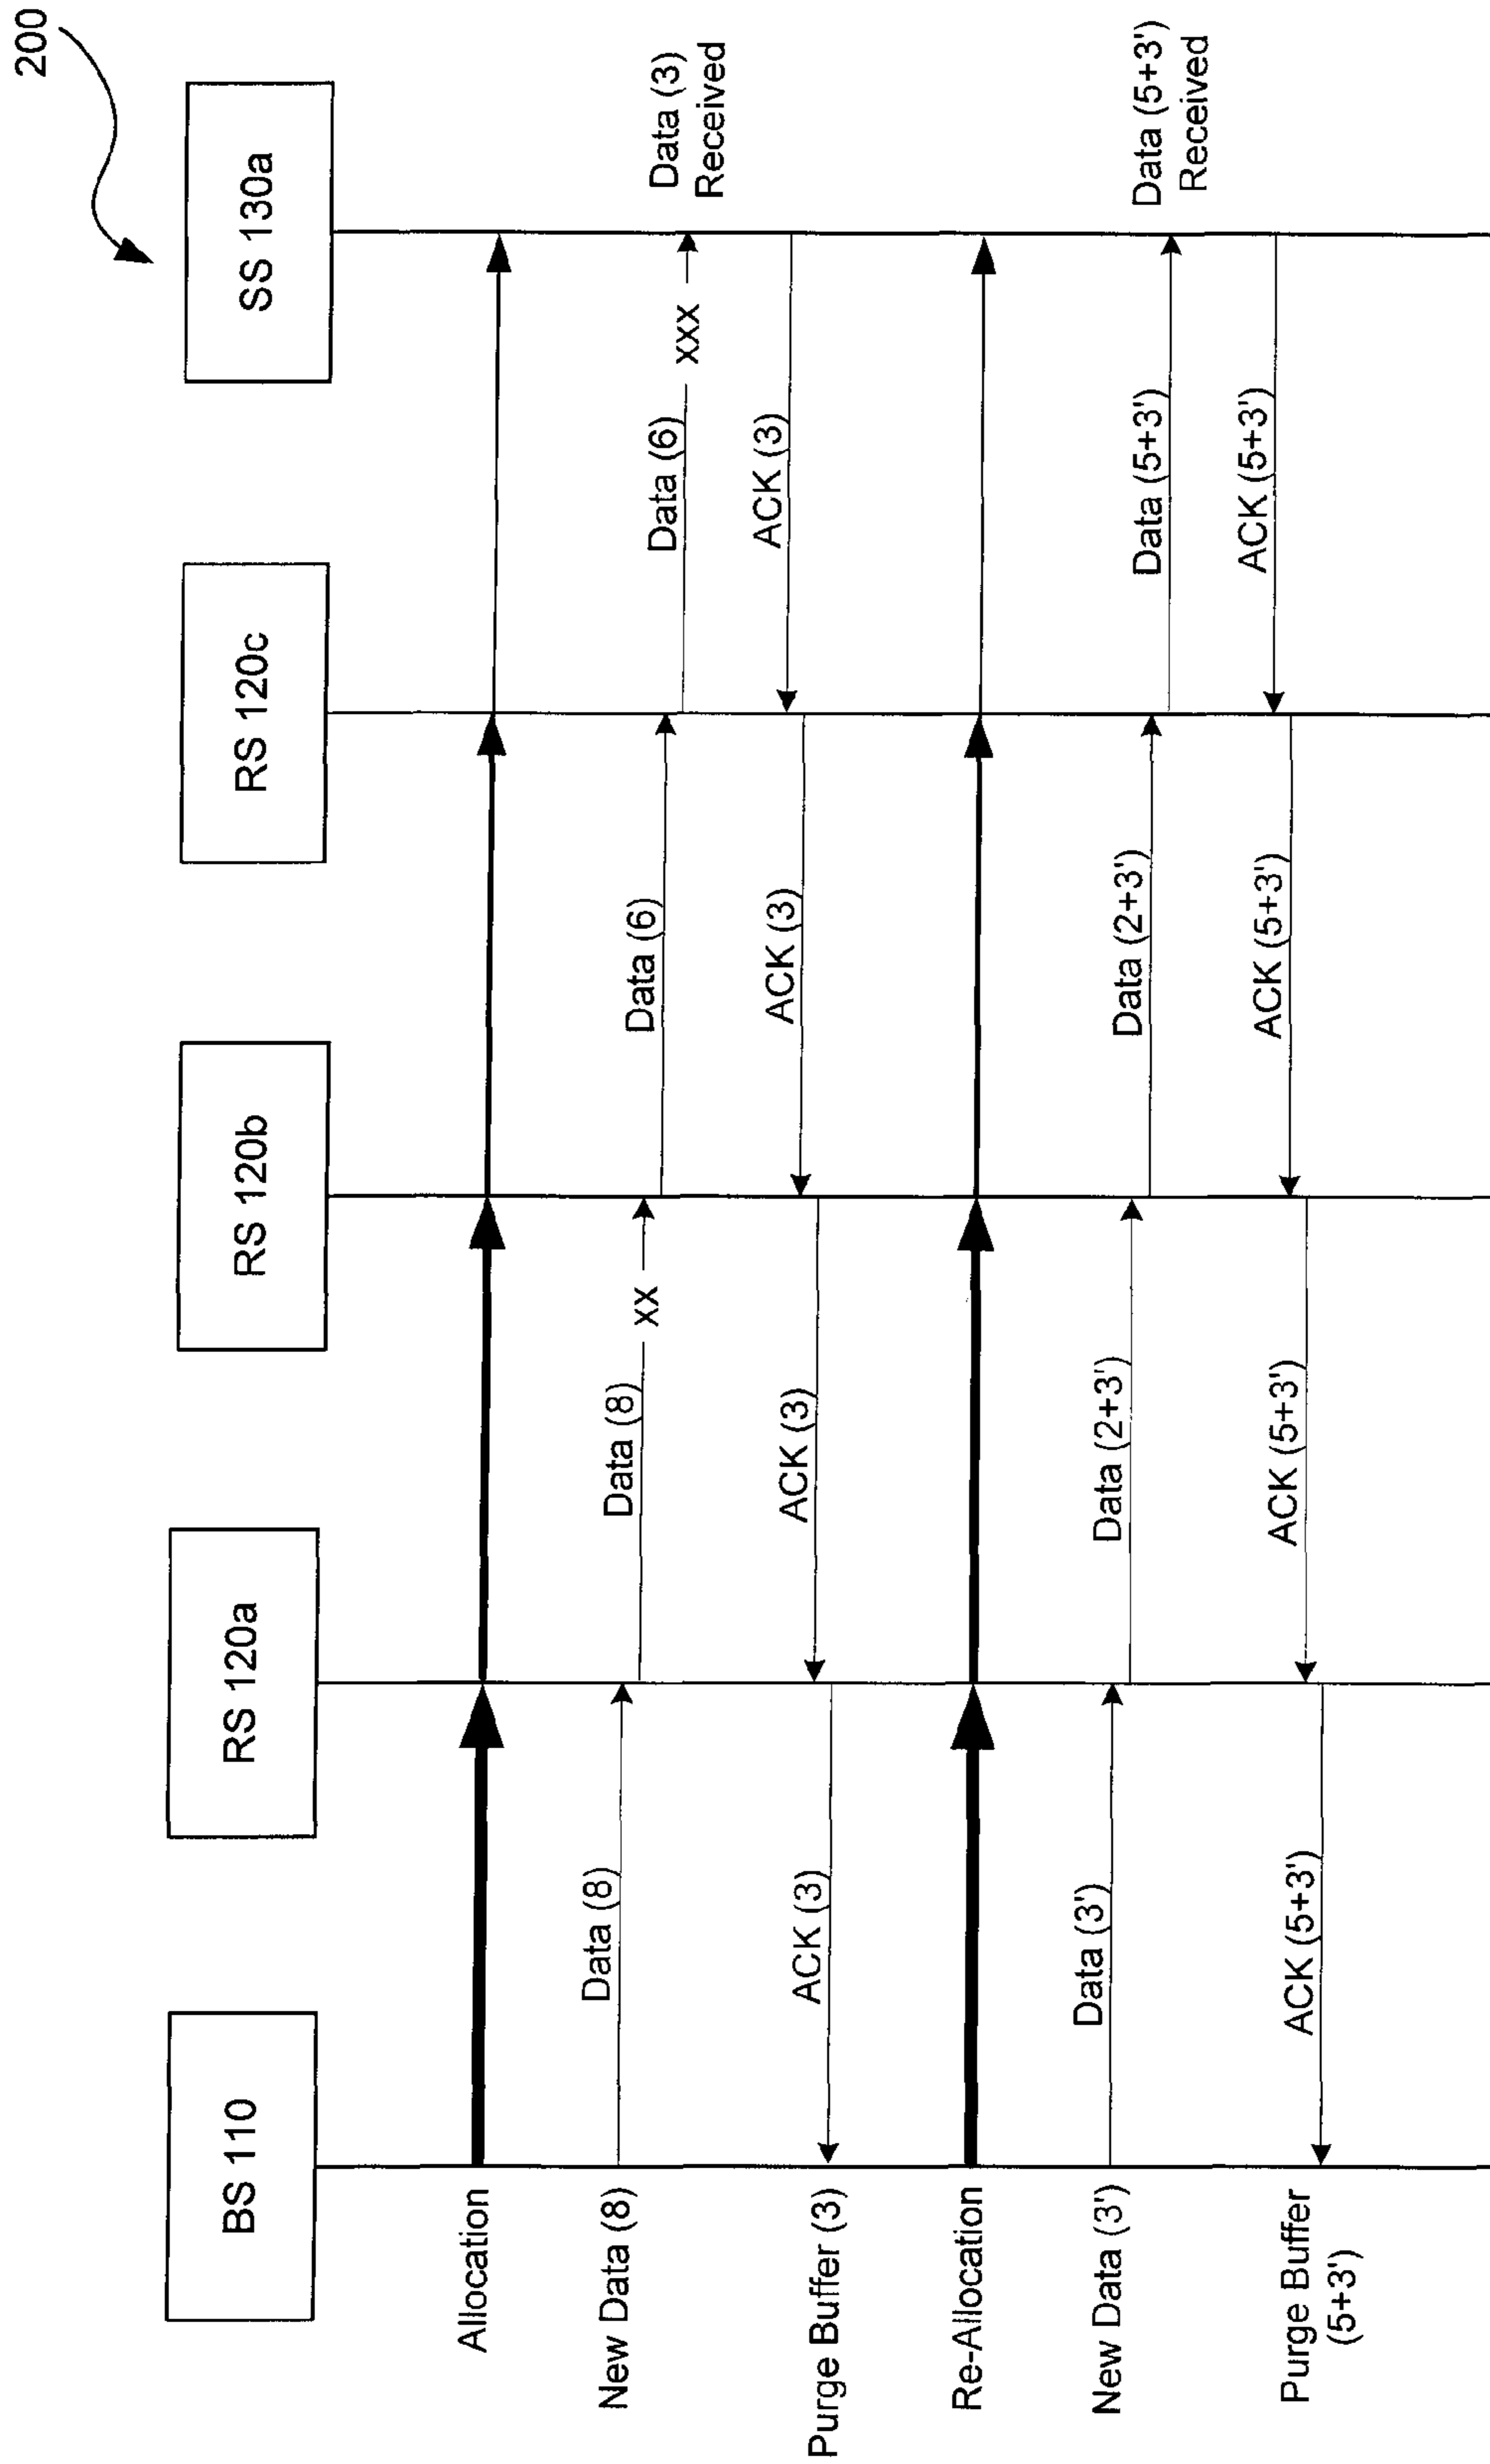 200
BS 110
RS 120a
RS 120b
RS 120c
SS 130a
Allocation
New Data (8)
Data (8)
Data (8)
xx
Data (6)
Data (6)
xxx
Data (3)
Received
Purge Buffer (3)
ACK (3)
ACK (3)
ACK (3)
ACK (3)
Re-Allocation
New Data (3')
Data (3')
Data (2+3')
Data (2+3')
Data (5+3')
Data (5+3')
Received
Purge Buffer
(5+3')
ACK (5+3')
ACK (5+3')
ACK (5+3')
ACK (5+3')